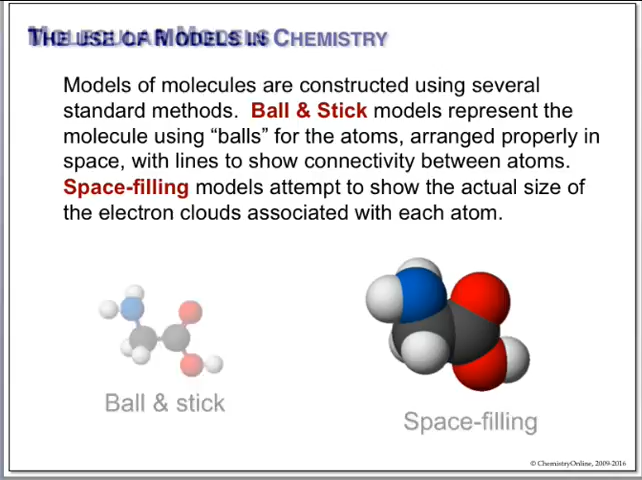 THE USE OF MODELS IN CHEMISTRY
MOLECULAR MODELS
Models of molecules are constructed using several
standard methods. Ball & Stick models represent the
molecule using “balls” for the atoms, arranged properly in
space, with lines to show connectivity between atoms.
Space-filling models attempt to show the actual size of
the electron clouds associated with each atom.
Ball & stick
Space-filling
© ChemistryOnline, 2009-2016